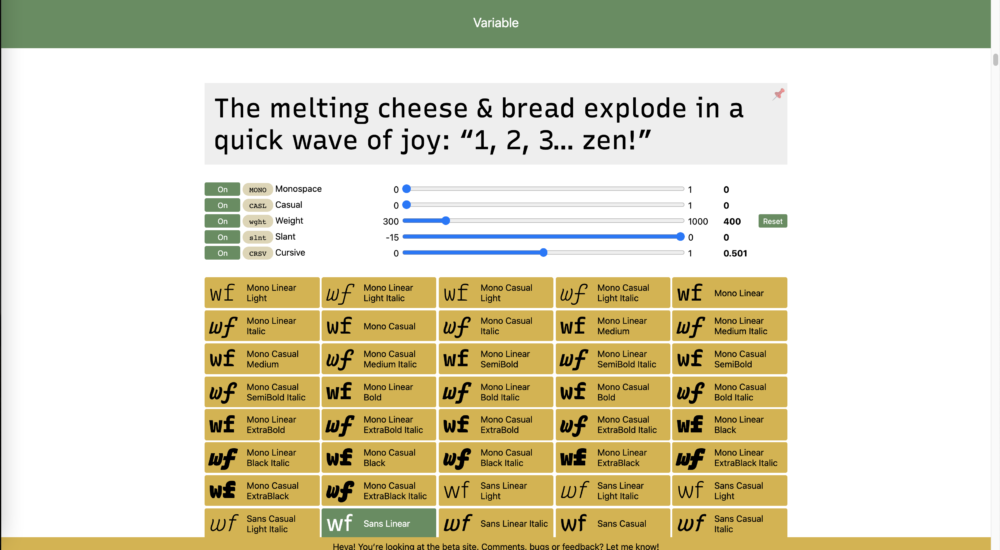 Variable
The melting cheese & bread explode in a
quick wave of joy: “1, 2, 3... zen!”
On MONO Monospace 0 1 0
On CASL Casual 0 1 0
On wght Weight 300 1000 400 Reset
On slnt Slant -15 0 0
On CRSV Cursive 0 1 0.501
wf Mono Linear Light
wf Mono Linear Light Italic
wf Mono Casual Light
wf Mono Casual Light Italic
wf Mono Linear
wf Mono Linear Italic
wf Mono Casual
wf Mono Casual Italic
wf Mono Linear Medium
wf Mono Linear Medium Italic
wf Mono Casual Medium
wf Mono Casual Medium Italic
wf Mono Linear SemiBold
wf Mono Linear SemiBold Italic
wf Mono Casual SemiBold
wf Mono Casual SemiBold Italic
wf Mono Linear Bold
wf Mono Linear Bold Italic
wf Mono Casual Bold
wf Mono Casual Bold Italic
wf Mono Linear ExtraBold
wf Mono Linear ExtraBold Italic
wf Mono Casual ExtraBold
wf Mono Casual ExtraBold Italic
wf Mono Linear Black
wf Mono Linear Black Italic
wf Mono Casual Black
wf Mono Casual Black Italic
wf Mono Linear ExtraBlack
wf Mono Linear ExtraBlack Italic
wf Mono Casual ExtraBlack
wf Mono Casual ExtraBlack Italic
wf Sans Linear Light
wf Sans Linear Light Italic
wf Sans Casual Light
wf Sans Casual Light Italic
wf Sans Linear
wf Sans Linear Italic
wf Sans Casual
wf Sans Casual Italic
Heya! You're looking at the beta site. Comments, bugs or feedback? Let me know!